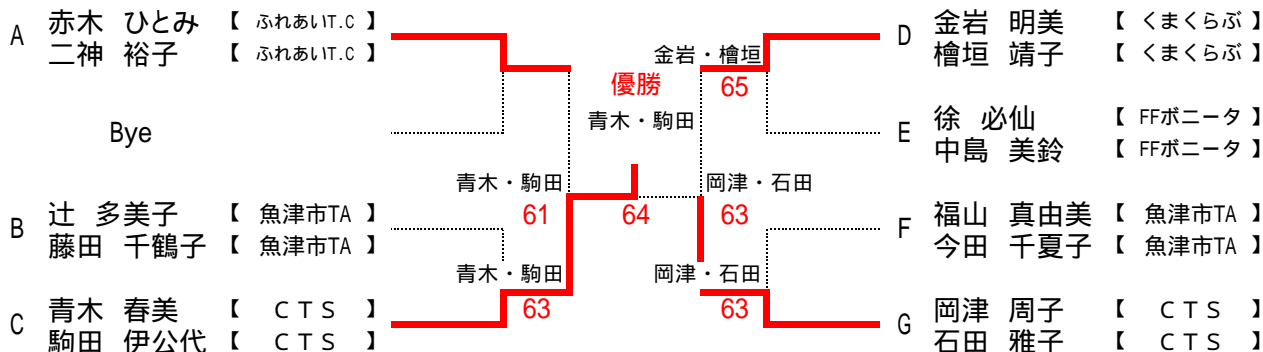 A 赤木 ひとみ 【 ふれあいT.C 】
二神 裕子 【 ふれあいT.C 】
Bye
B 辻 多美子 【 魚津市TA 】
藤田 千鶴子 【 魚津市TA 】
C 青木 春美 【 CTS 】
駒田 伊公代 【 CTS 】
青木・駒田
61
青木・駒田
63
優勝
青木・駒田
64
金岩・檜垣
65
岡津・石田
63
岡津・石田
63
D 金岩 明美 【 くまくらぶ 】
檜垣 靖子 【 くまくらぶ 】
E 徐 必仙 【 FFボニータ 】
中島 美鈴 【 FFボニータ 】
F 福山 真由美 【 魚津市TA 】
今田 千夏子 【 魚津市TA 】
G 岡津 周子 【 CTS 】
石田 雅子 【 CTS 】